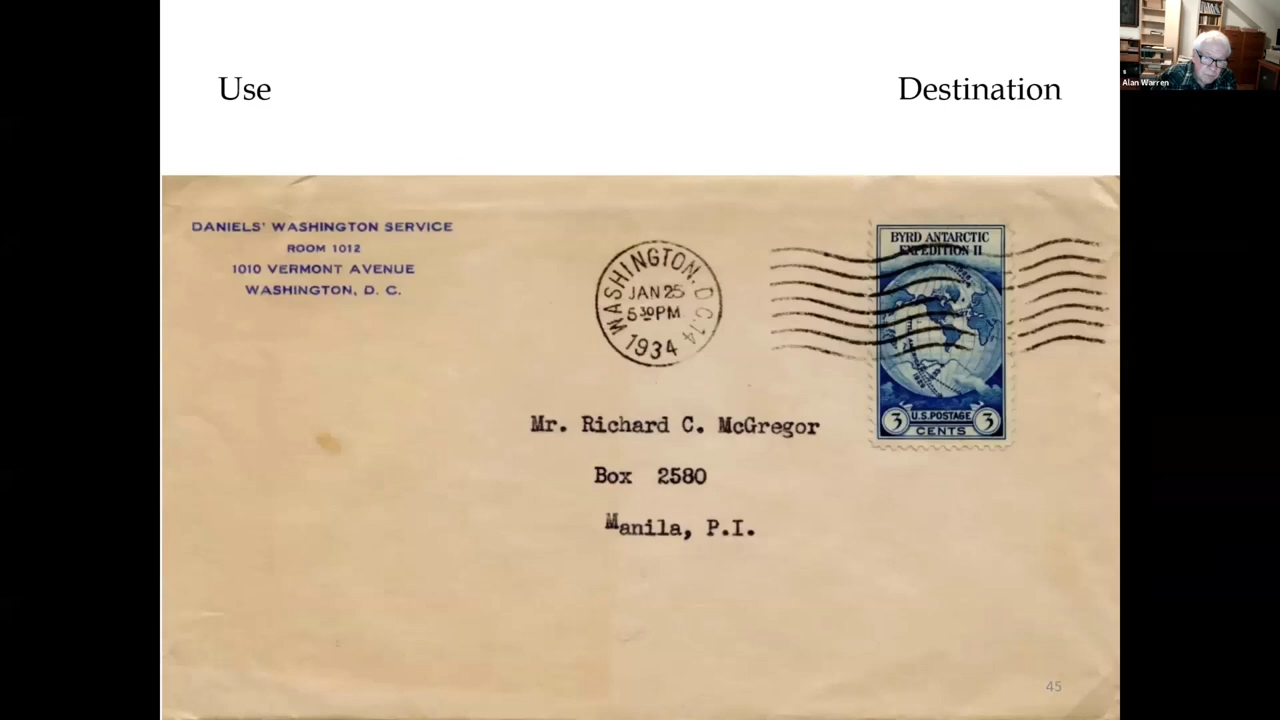 Use
Destination
Alan Warren
DANIELS' WASHINGTON SERVICE
ROOM 1012
1010 VERMONT AVENUE
WASHINGTON, D. C.
WASHINGTON, D.C. 14
JAN 25
5 30 PM
1934
BYRD ANTARCTIC
EXPEDITION II
3 U.S. POSTAGE 3
CENTS
Mr. Richard C. McGregor
Box 2580
Manila, P.I.
45